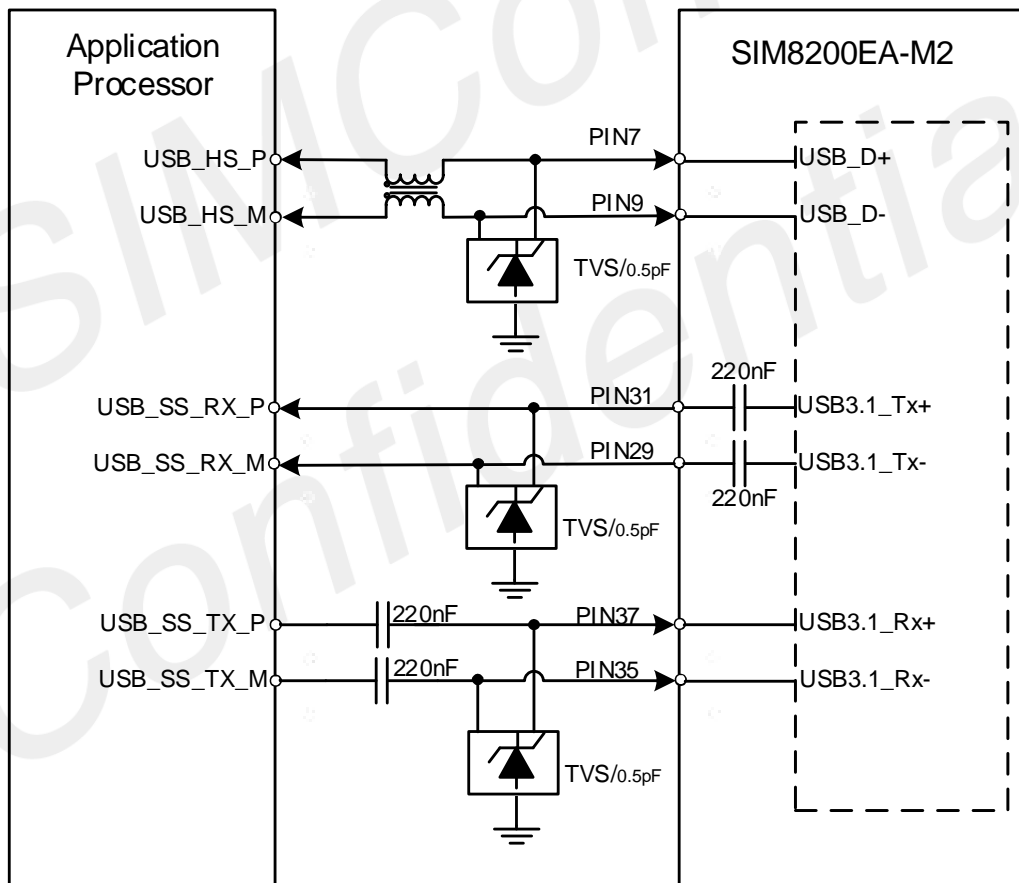 Application
Processor
SIM8200EA-M2
USB_HS_P
PIN7
USB_D+
USB_HS_M
PIN9
USB_D-
TVS/0.5pF
220nF
USB_SS_RX_P
PIN31
USB3.1_Tx+
USB_SS_RX_M
PIN29
USB3.1_Tx-
220nF
TVS/0.5pF
USB_SS_TX_P
220nF
PIN37
USB3.1_Rx+
USB_SS_TX_M
220nF
PIN35
USB3.1_Rx-
TVS/0.5pF
SIMCom
Confidential